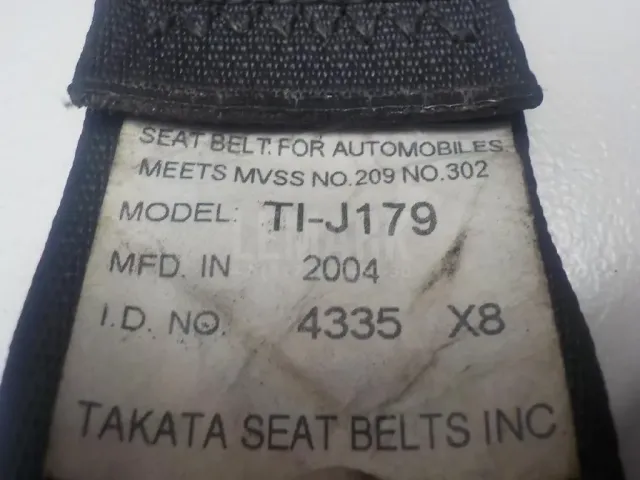 SEAT BELT. FOR AUTOMOBILES
MEETS MVSS NO.209 NO.302
MODEL: TI-J179
MFD. IN 2004
I.D. NO. 4335 X8
TAKATA SEAT BELTS INC